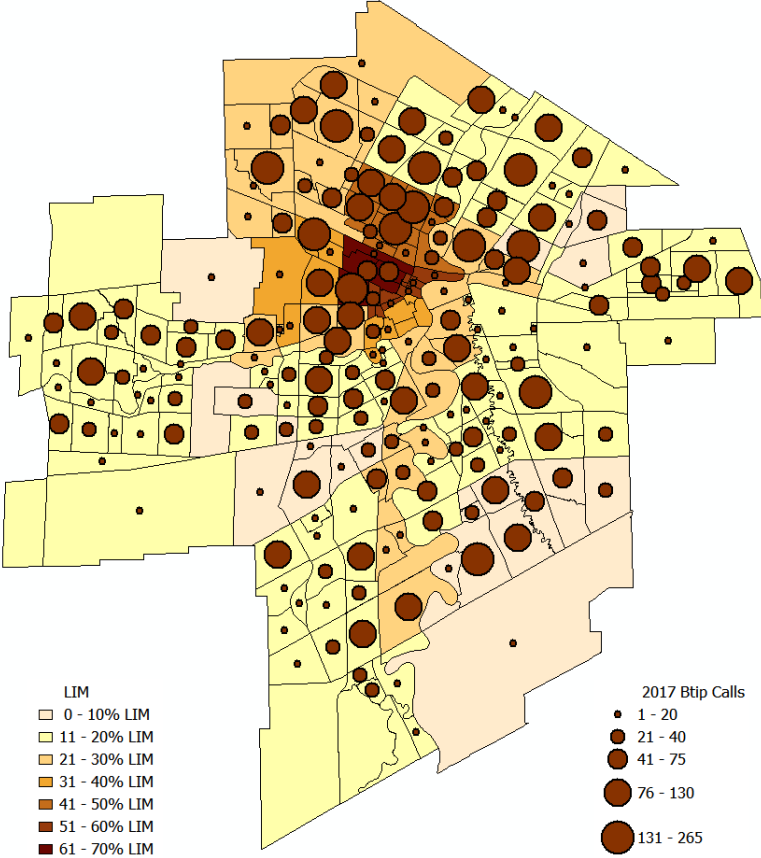 LIM
0 - 10% LIM
11 - 20% LIM
21 - 30% LIM
31 - 40% LIM
41 - 50% LIM
51 - 60% LIM
61 - 70% LIM
2017 Btip Calls
1 - 20
21 - 40
41 - 75
76 - 130
131 - 265